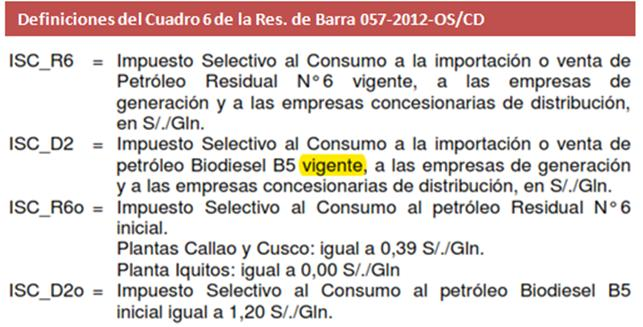 Definiciones del Cuadro 6 de la Res. de Barra 057-2012-OS/CD
ISC_R6 = Impuesto Selectivo al Consumo a la importación o venta de
Petróleo Residual N°6 vigente, a las empresas de
generación y a las empresas concesionarias de distribución,
en S/./Gln.
ISC_D2 = Impuesto Selectivo al Consumo a la importación o venta de
petróleo Biodiesel B5 vigente, a las empresas de generación
y a las empresas concesionarias de distribución, en S/./Gln.
ISC_R6o = Impuesto Selectivo al Consumo al petróleo Residual N°6
inicial.
Plantas Callao y Cusco: igual a 0,39 S/./Gln.
Planta Iquitos: igual a 0,00 S/./Gln
ISC_D2o = Impuesto Selectivo al Consumo al petróleo Biodiesel B5
inicial igual a 1,20 S/./Gln.